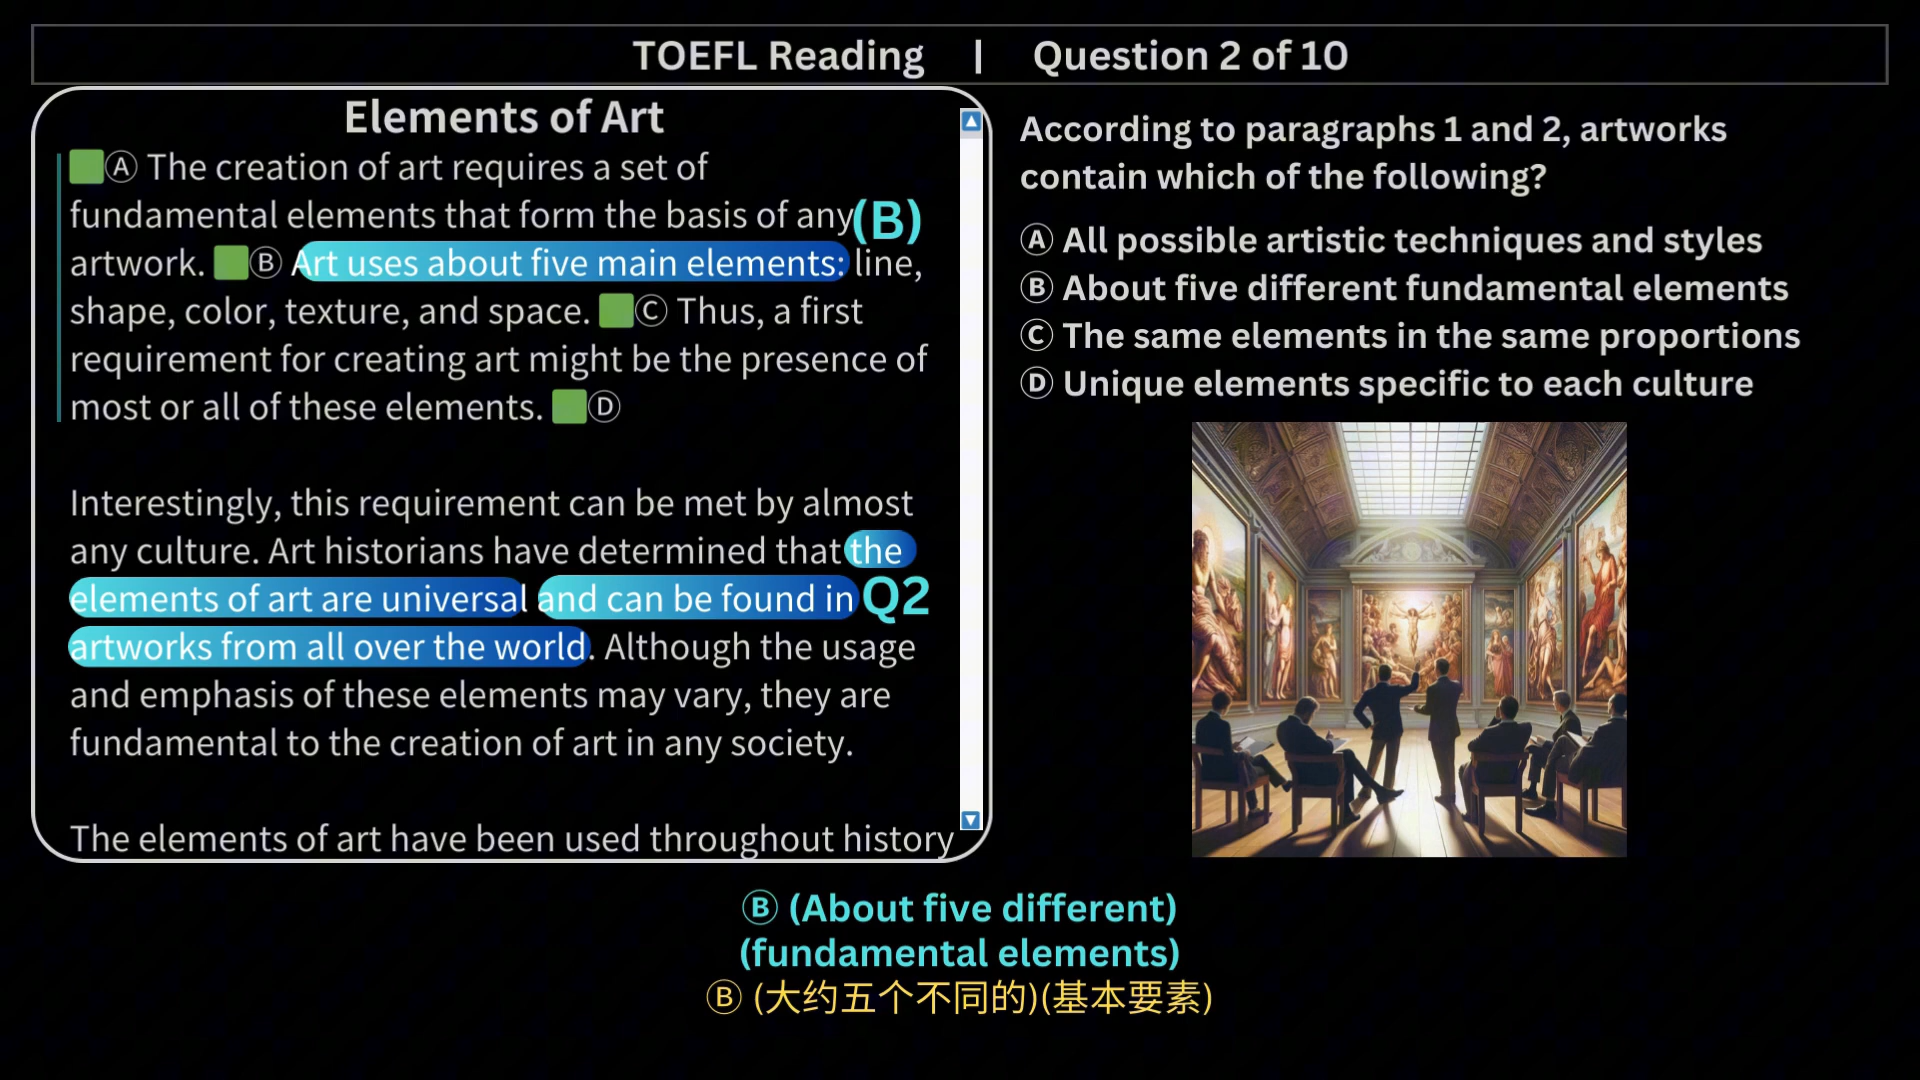 TOEFL Reading | Question 2 of 10
Elements of Art
Ⓐ The creation of art requires a set of
fundamental elements that form the basis of any (B)
artwork. Ⓑ Art uses about five main elements: line,
shape, color, texture, and space. Ⓒ Thus, a first
requirement for creating art might be the presence of
most or all of these elements. Ⓓ
Interestingly, this requirement can be met by almost
any culture. Art historians have determined that the
elements of art are universal and can be found in Q2
artworks from all over the world. Although the usage
and emphasis of these elements may vary, they are
fundamental to the creation of art in any society.
The elements of art have been used throughout history
According to paragraphs 1 and 2, artworks
contain which of the following?
Ⓐ All possible artistic techniques and styles
Ⓑ About five different fundamental elements
Ⓒ The same elements in the same proportions
Ⓓ Unique elements specific to each culture
Ⓑ (About five different)
(fundamental elements)
Ⓑ (大约五个不同的)(基本要素)